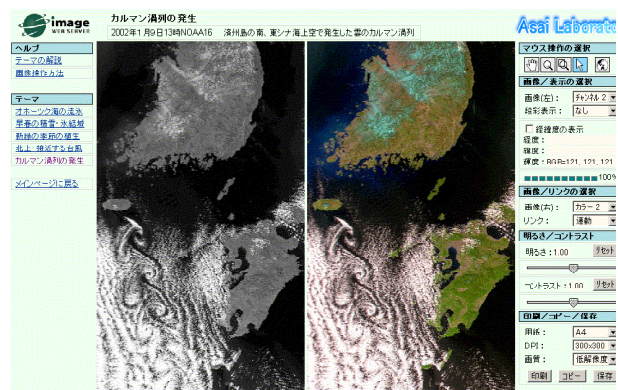 image
WEB SERVER
カルマン渦列の発生
2002年1月9日13時NOAA16 済州島の南、東シナ海上空で発生した雲のカルマン渦列
Asai Laborato
ヘルプ
テーマの解説
画像操作方法
テーマ
オホーツク海の流氷
早春の積雪・氷結域
新緑の季節の植生
北上・接近する台風
カルマン渦列の発生
メインページに戻る
マウス操作の選択
画像/表示の選択
画像(左): チャンネル 2
絵彩表示: なし
経緯度の表示
経度:
緯度:
輝度:RGB=121, 121, 121
100%
画像/リンクの選択
画像(右): カラー 2
リンク: 連動
明るさ/コントラスト
明るさ:1.00 リセット
コントラスト:1.00 リセット
印刷/コピー/保存
用紙: A4
DPI: 300x300
画質: 低解像度
印刷 コピー 保存